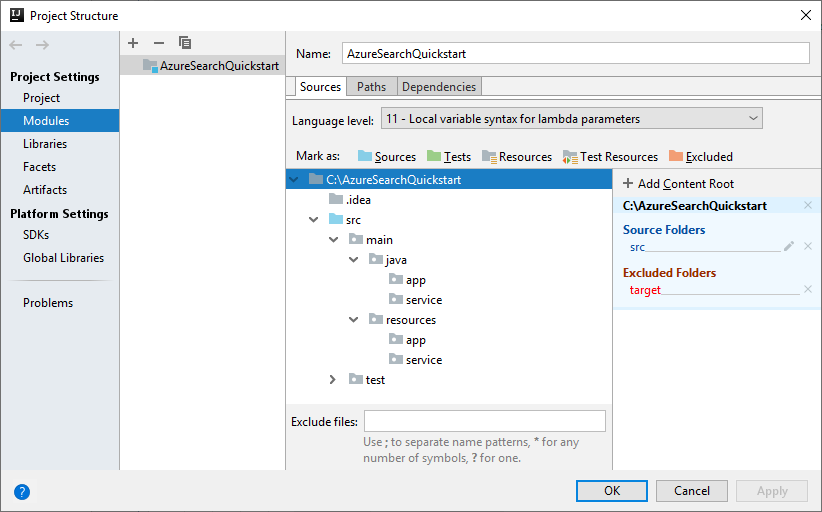 Project Structure
Project Settings
Project
Modules
Libraries
Facets
Artifacts
Platform Settings
SDKs
Global Libraries
Problems
AzureSearchQuickstart
Name: AzureSearchQuickstart
Sources Paths Dependencies
Language level: 11 - Local variable syntax for lambda parameters
Mark as: Sources Tests Resources Test Resources Excluded
C:\AzureSearchQuickstart
.idea
src
main
java
app
service
resources
app
service
test
Exclude files:
Use ; to separate name patterns, * for any
number of symbols, ? for one.
+ Add Content Root
C:\AzureSearchQuickstart
Source Folders
src
Excluded Folders
target
?
OK Cancel Apply